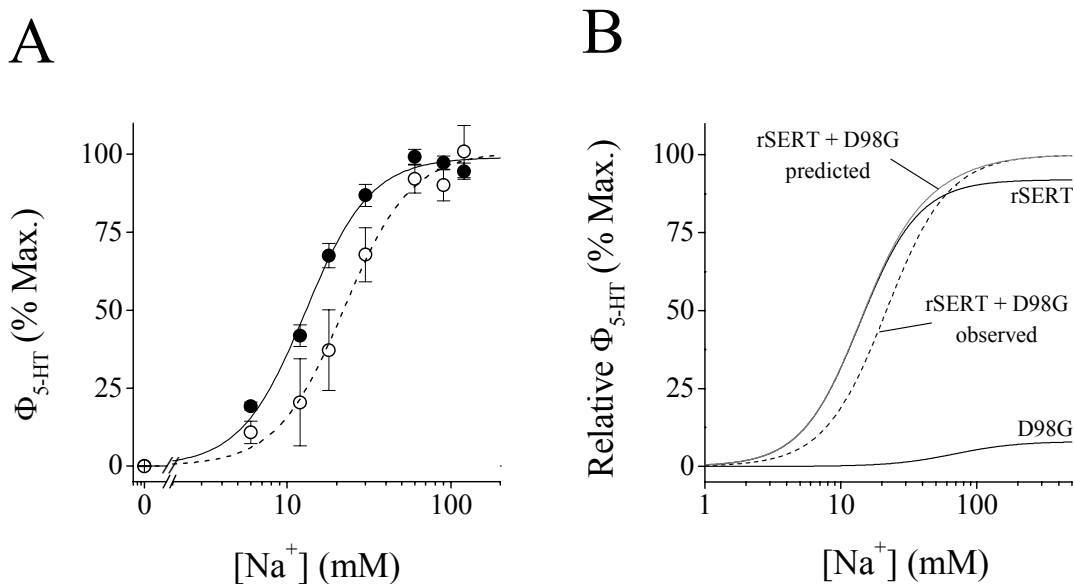 A
Φ5-HT (% Max.)
100
75
50
25
0
0
10
100
[Na+] (mM)
B
Relative Φ5-HT (% Max.)
100
75
50
25
0
rSERT + D98G
predicted
rSERT
rSERT + D98G
observed
D98G
1
10
100
[Na+] (mM)